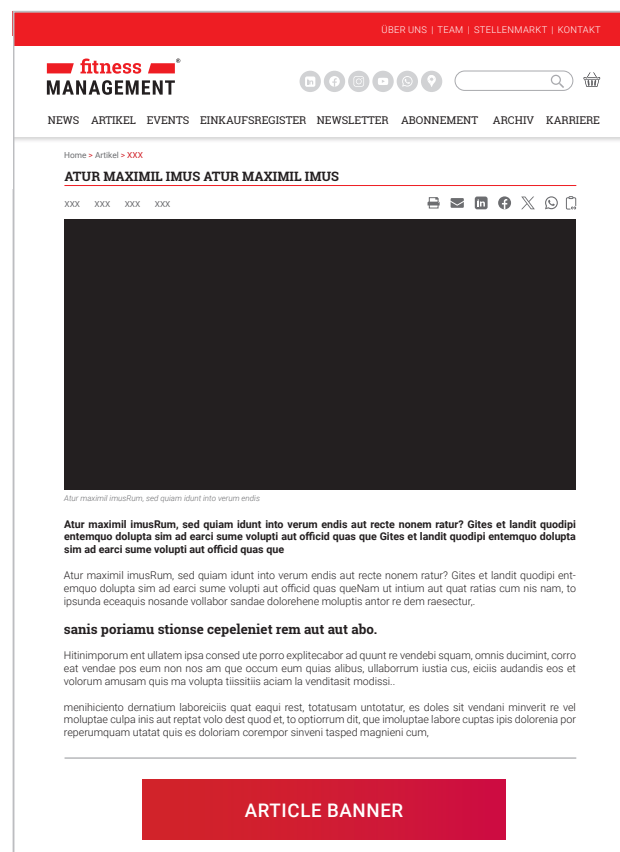 ÜBER UNS | TEAM | STELLENMARKT | KONTAKT
fitness®
MANAGEMENT
NEWS ARTIKEL EVENTS EINKAUFSREGISTER NEWSLETTER ABONNEMENT ARCHIV KARRIERE
Home > Artikel > XXX
ATUR MAXIMIL IMUS ATUR MAXIMIL IMUS
xxx xxx xxx xxx
Atur maximil imusRum, sed quiam idunt into verum endis
Atur maximil imusRum, sed quiam idunt into verum endis aut recte nonem ratur? Gites et landit quodipi
entemquo dolupta sim ad earci sume volupti aut officid quas que Gites et landit quodipi entemquo dolupta
sim ad earci sume volupti aut officid quas que
Atur maximil imusRum, sed quiam idunt into verum endis aut recte nonem ratur? Gites et landit quodipi ent-
emquo dolupta sim ad earci sume volupti aut officid quas queNam ut intium aut quat ratias cum nis nam, to
ipsunda eceaquis nosande vollabor sandae dolorehene moluptis antor re dem raesectur,.
sanis poriamu stionse cepeleniet rem aut aut abo.
Hitinimporum ent ullatem ipsa consed ute porro explitecabor ad qunt re vendebi squam, omnis ducimint, corro
eat vendae pos eum non nos am que occum eum quias alibus, ullaborrum iustia cus, eiciis audandis eos et
volorum amusam quis ma volupta tiissitiis aciam la venditasit modissi..
menihiciento dernatium laboreiciis quat eaqui rest, totatusam untotatur, es doles sit vendani minverit re vel
moluptae culpa inis aut reptat volo dest quod et, to optiorrum dit, que imoluptae labore cuptas ipis dolorenia por
reperumquam utatat quis es doloriam corempor sinveni tasped magnieni cum,
ARTICLE BANNER